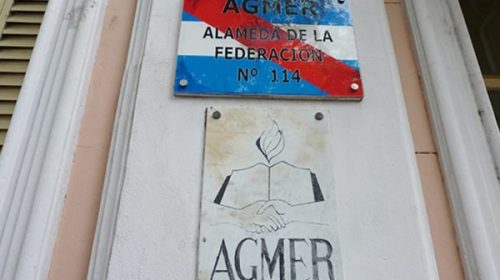 AGMER
ALAMEDA DE LA
FEDERACION
Nº 114
AGMER